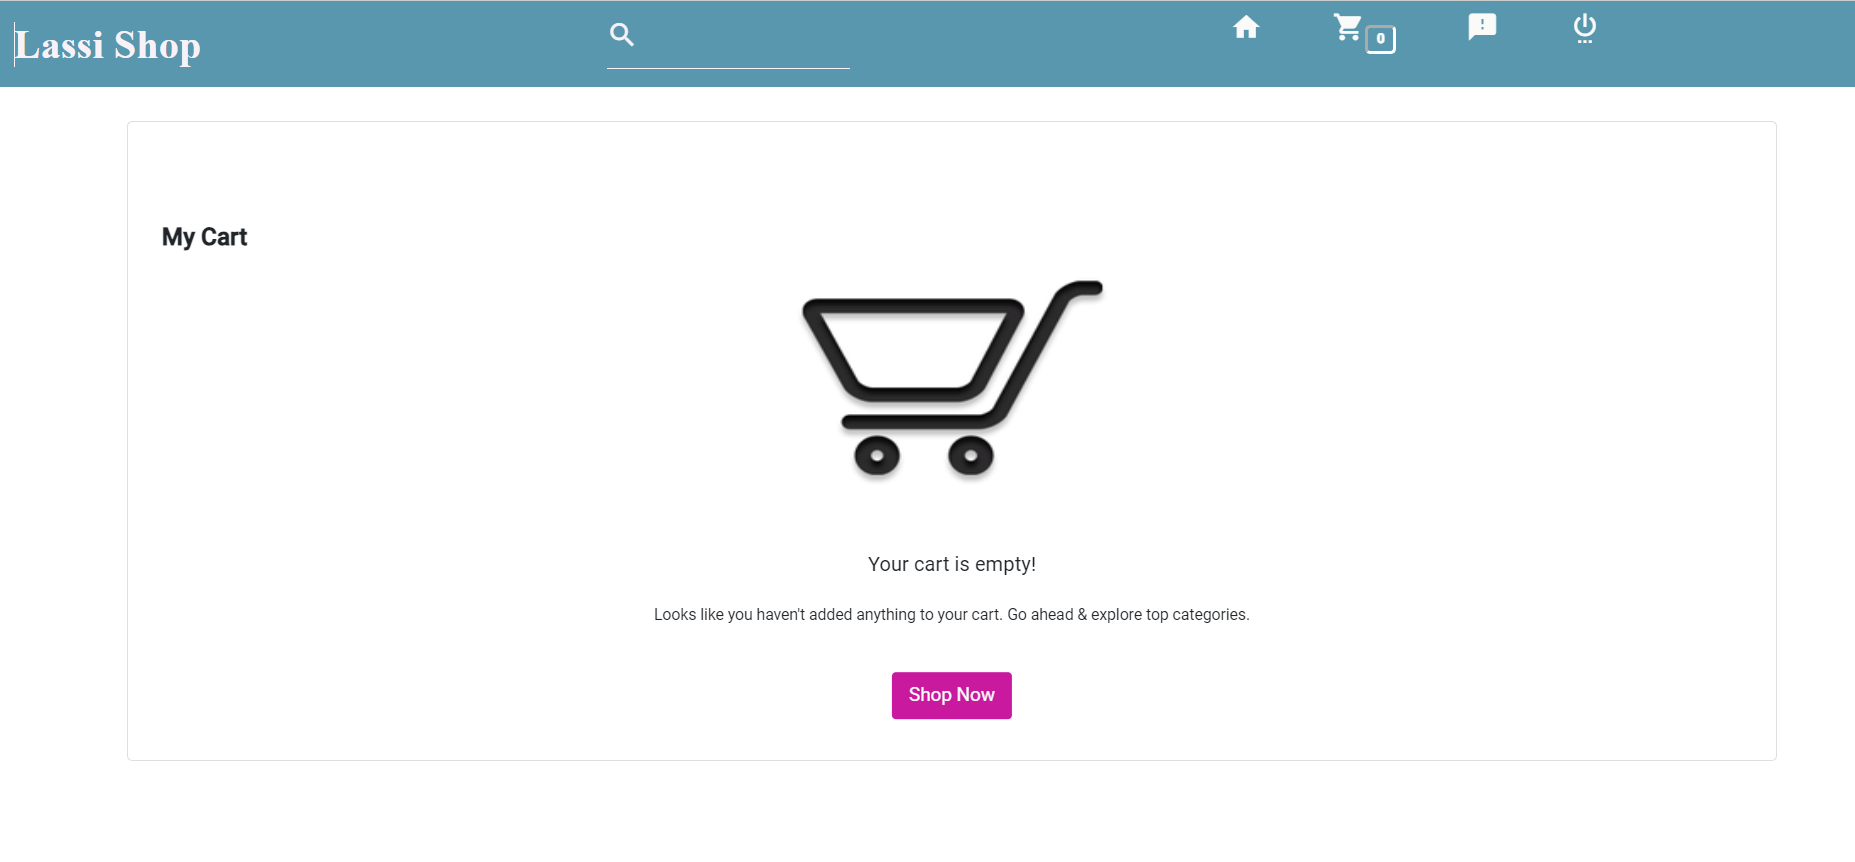 Lassi Shop
0
My Cart
Your cart is empty!
Looks like you haven't added anything to your cart. Go ahead & explore top categories.
Shop Now